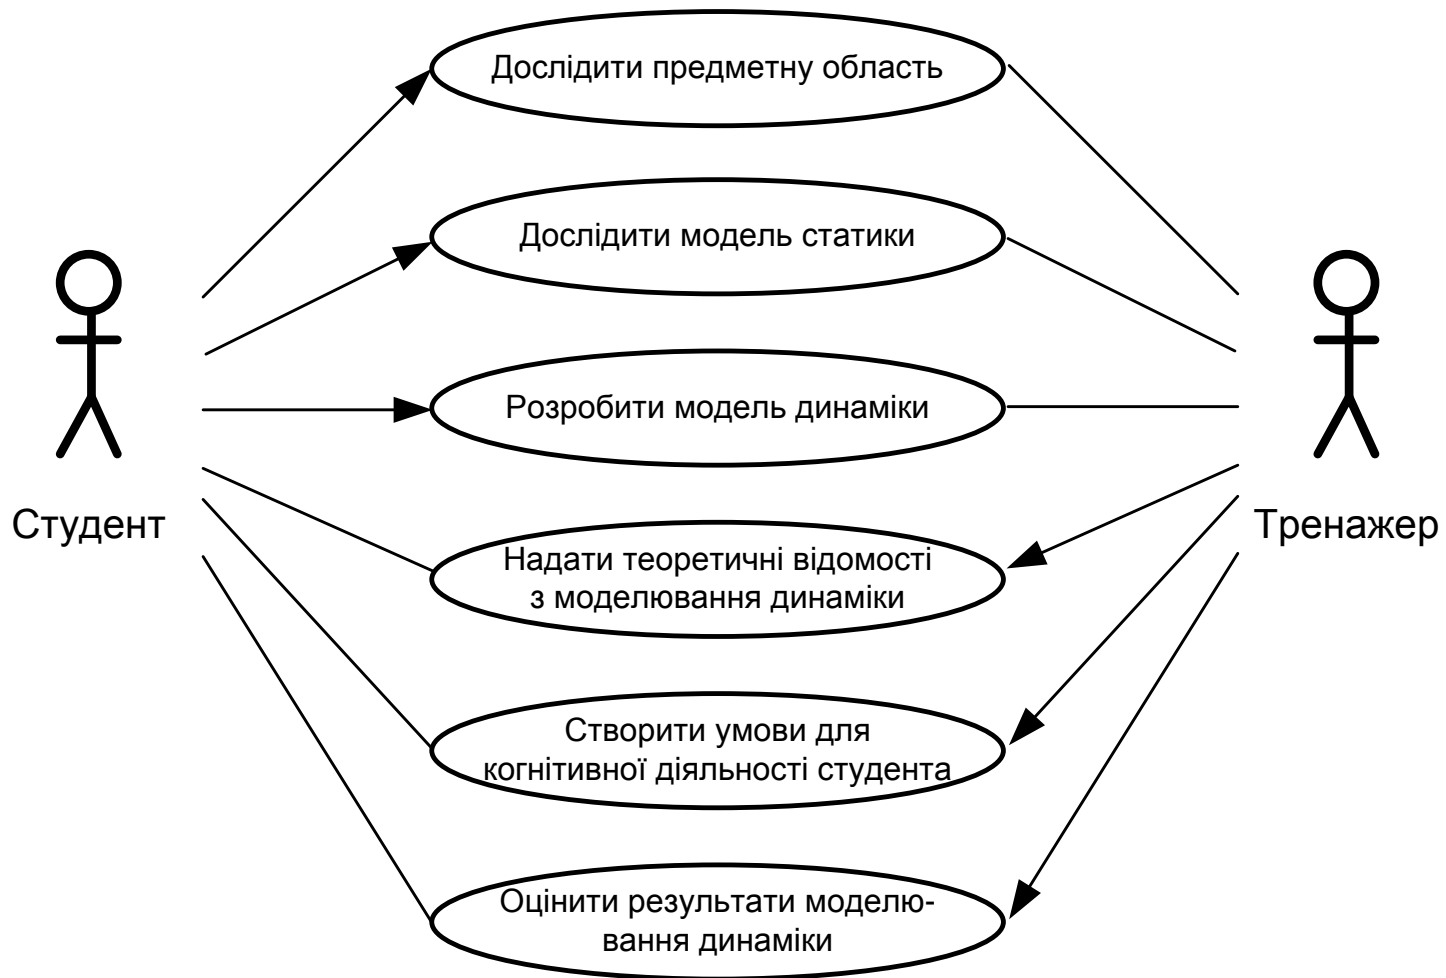 Дослідити предметну область
Дослідити модель статики
Розробити модель динаміки
Студент
Тренажер
Надати теоретичні відомості
з моделювання динаміки
Створити умови для
когнітивної діяльності студента
Оцінити результати моделю-
вання динаміки